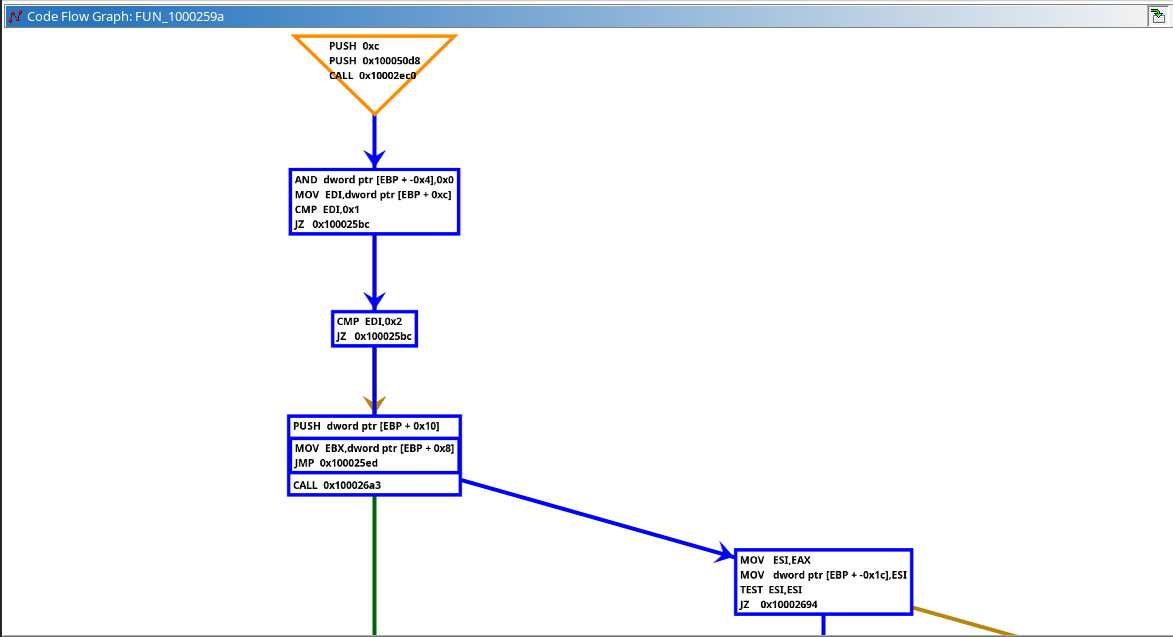 Code Flow Graph: FUN_1000259a
PUSH 0xc
PUSH 0x100050d8
CALL 0x10002ec0
AND dword ptr [EBP + -0x4],0x0
MOV EDI,dword ptr [EBP + 0xc]
CMP EDI,0x1
JZ 0x100025bc
CMP EDI,0x2
JZ 0x100025bc
PUSH dword ptr [EBP + 0x10]
MOV EBX,dword ptr [EBP + 0x8]
JMP 0x100025ed
CALL 0x100026a3
MOV ESI,EAX
MOV dword ptr [EBP + -0x1c],ESI
TEST ESI,ESI
JZ 0x10002694